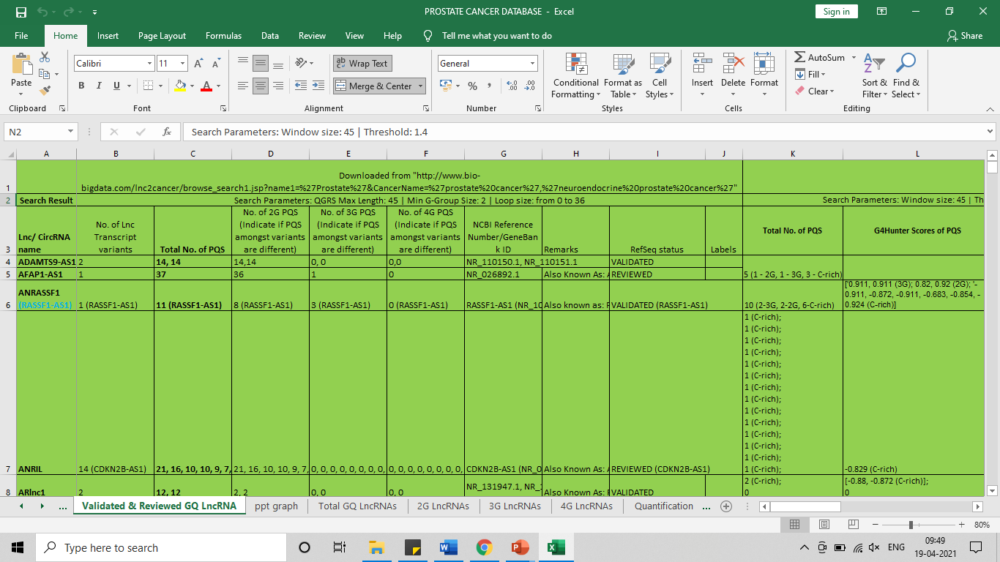 PROSTATE CANCER DATABASE - Excel
Sign in
File Home Insert Page Layout Formulas Data Review View Help Tell me what you want to do Share
Paste
Calibri 11
B I U
Wrap Text
Merge & Center
General
Conditional Formatting
Format as Table
Cell Styles
Insert Delete Format
AutoSum
Fill
Clear
Sort & Filter
Find & Select
Clipboard Font Alignment Number Styles Cells Editing
N2 fx Search Parameters: Window size: 45 | Threshold: 1.4
A B C D E F G H I J K L
1 Downloaded from "http://www.bio-
bigdata.com/lnc2cancer/browse_search1.jsp?name1=%27Prostate%27&CancerName=%27prostate%20cancer%27,%27neuroendocrine%20prostate%20cancer%27"
2 Search Result Search Parameters: QGRS Max Length: 45 | Min G-Group Size: 2 | Loop size: from 0 to 36 Search Parameters: Window size: 45 | Th
3 Lnc/ CircRNA name
No. of Lnc Transcript variants
Total No. of PQS
No. of 2G PQS (Indicate if PQS amongst variants are different)
No. of 3G PQS (Indicate if PQS amongst variants are different)
No. of 4G PQS (Indicate if PQS amongst variants are different)
NCBI Reference Number/GeneBan k ID
Remarks
RefSeq status
Labels
Total No. of PQS
G4Hunter Scores of PQS
4 ADAMTS9-AS1 2 14, 14 14,14 0, 0 0,0 NR_110150.1, NR_110151.1 VALIDATED
5 AFAP1-AS1 1 37 36 1 0 NR_026892.1 Also Known As: REVIEWED 5 (1 - 2G, 1 - 3G, 3 - C-rich)
6 ANRASSF1
(RASSF1-AS1) 1 (RASSF1-AS1) 11 (RASSF1-AS1) 8 (RASSF1-AS1) 3 (RASSF1-AS1) 0 (RASSF1-AS1) RASSF1-AS1 (NR_10 Also known as: VALIDATED (RASSF1-AS1) 10 (2-3G, 2-2G, 6-C-rich)
['0.911, 0.911 (3G); 0.82, 0.92 (2G); '-
0.911, -0.872, -0.911, -0.683, -0.854, -
0.924 (C-rich)]
1 (C-rich);
1 (C-rich);
1 (C-rich);
1 (C-rich);
1 (C-rich);
1 (C-rich);
1 (C-rich);
1 (C-rich);
1 (C-rich);
1 (C-rich);
1 (C-rich);
1 (C-rich);
1 (C-rich);
7 ANRIL 14 (CDKN2B-AS1) 21, 16, 10, 10, 9, 7, 21, 16, 10, 10, 9, 7, 0, 0, 0, 0, 0, 0, 0, 0, 0, 0, 0, 0, 0, 0, 0, 0, CDKN2B-AS1 (NR_0 Also Known As: REVIEWED (CDKN2B-AS1) 1 (C-rich); -0.829 (C-rich)
8 ARlnc1 2 12, 12 2, 2 0, 0 0, 0 NR_131947.1, NR_ Also Known As: VALIDATED
2 (C-rich); [-0.88, -0.872 (C-rich)];
0 0
... Validated & Reviewed GQ LncRNA ppt graph Total GQ LncRNAs 2G LncRNAs 3G LncRNAs 4G LncRNAs Quantification ...
80%
Type here to search
ENG
09:49
19-04-2021